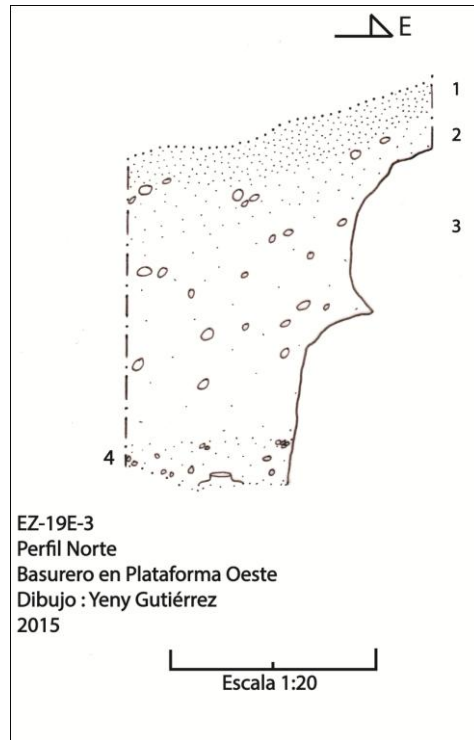 E
1
2
3
4
EZ-19E-3
Perfil Norte
Basurero en Plataforma Oeste
Dibujo : Yeny Gutiérrez
2015
Escala 1:20